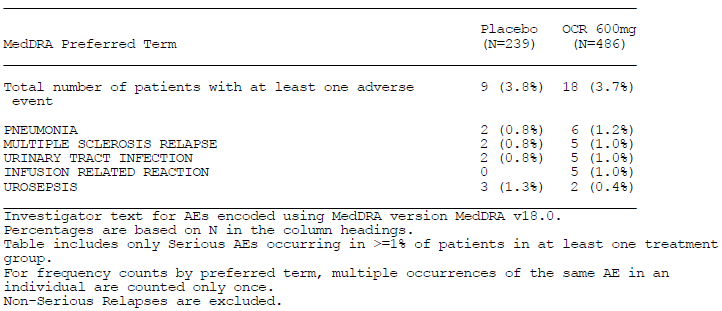 Placebo OCR 600mg
MedDRA Preferred Term (N=239) (N=486)
Total number of patients with at least one adverse 9 (3.8%) 18 (3.7%)
event
PNEUMONIA 2 (0.8%) 6 (1.2%)
MULTIPLE SCLEROSIS RELAPSE 2 (0.8%) 5 (1.0%)
URINARY TRACT INFECTION 2 (0.8%) 5 (1.0%)
INFUSION RELATED REACTION 0 5 (1.0%)
UROSEPSIS 3 (1.3%) 2 (0.4%)
Investigator text for AEs encoded using MedDRA version MedDRA v18.0.
Percentages are based on N in the column headings.
Table includes only Serious AEs occurring in >=1% of patients in at least one treatment
group.
For frequency counts by preferred term, multiple occurrences of the same AE in an
individual are counted only once.
Non-Serious Relapses are excluded.